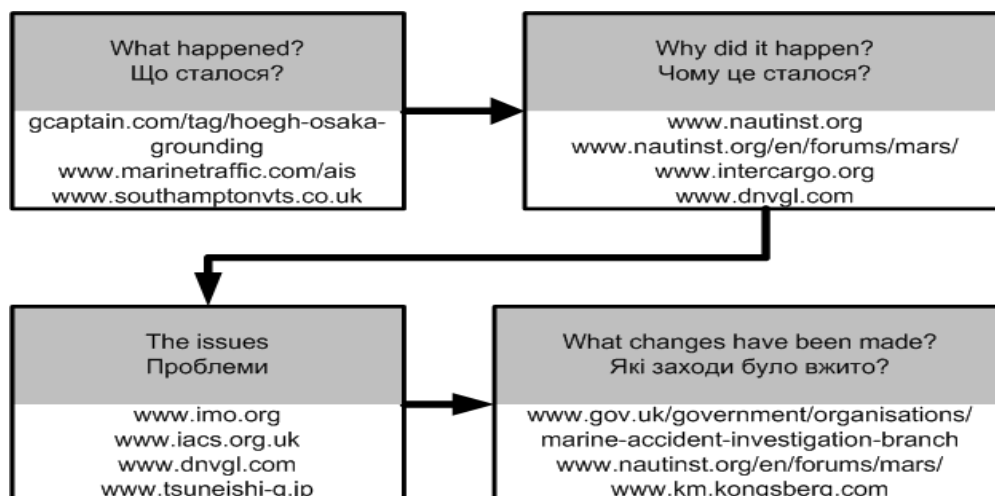 What happened?
Що сталося?
gcaptain.com/tag/hoegh-osaka-
grounding
www.marinetraffic.com/ais
www.southamptonvts.co.uk
Why did it happen?
Чому це сталося?
www.nautinst.org
www.nautinst.org/en/forums/mars/
www.intercargo.org
www.dnvgl.com
The issues
Проблеми
www.imo.org
www.iacs.org.uk
www.dnvgl.com
www.tsuneishi-g.jp
What changes have been made?
Які заходи було вжито?
www.gov.uk/government/organisations/
marine-accident-investigation-branch
www.nautinst.org/en/forums/mars/
www.km.kongsberg.com